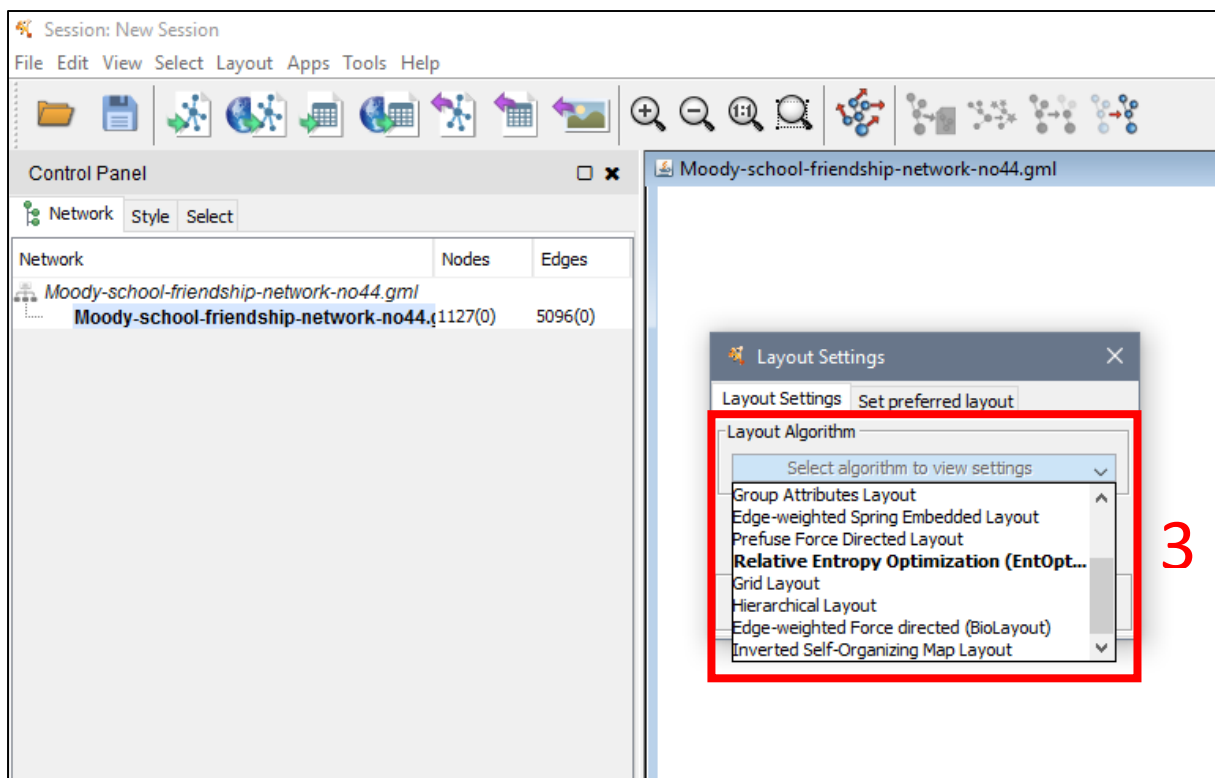 Session: New Session
File Edit View Select Layout Apps Tools Help
1:1
Control Panel
Moody-school-friendship-network-no44.gml
Network Style Select
Network Nodes Edges
Moody-school-friendship-network-no44.gml
Moody-school-friendship-network-no44.g 1127(0) 5096(0)
Layout Settings
Layout Settings Set preferred layout
Layout Algorithm
Select algorithm to view settings
Group Attributes Layout
Edge-weighted Spring Embedded Layout
Prefuse Force Directed Layout
Relative Entropy Optimization (EntOpt...
Grid Layout
Hierarchical Layout
Edge-weighted Force directed (BioLayout)
Inverted Self-Organizing Map Layout
3